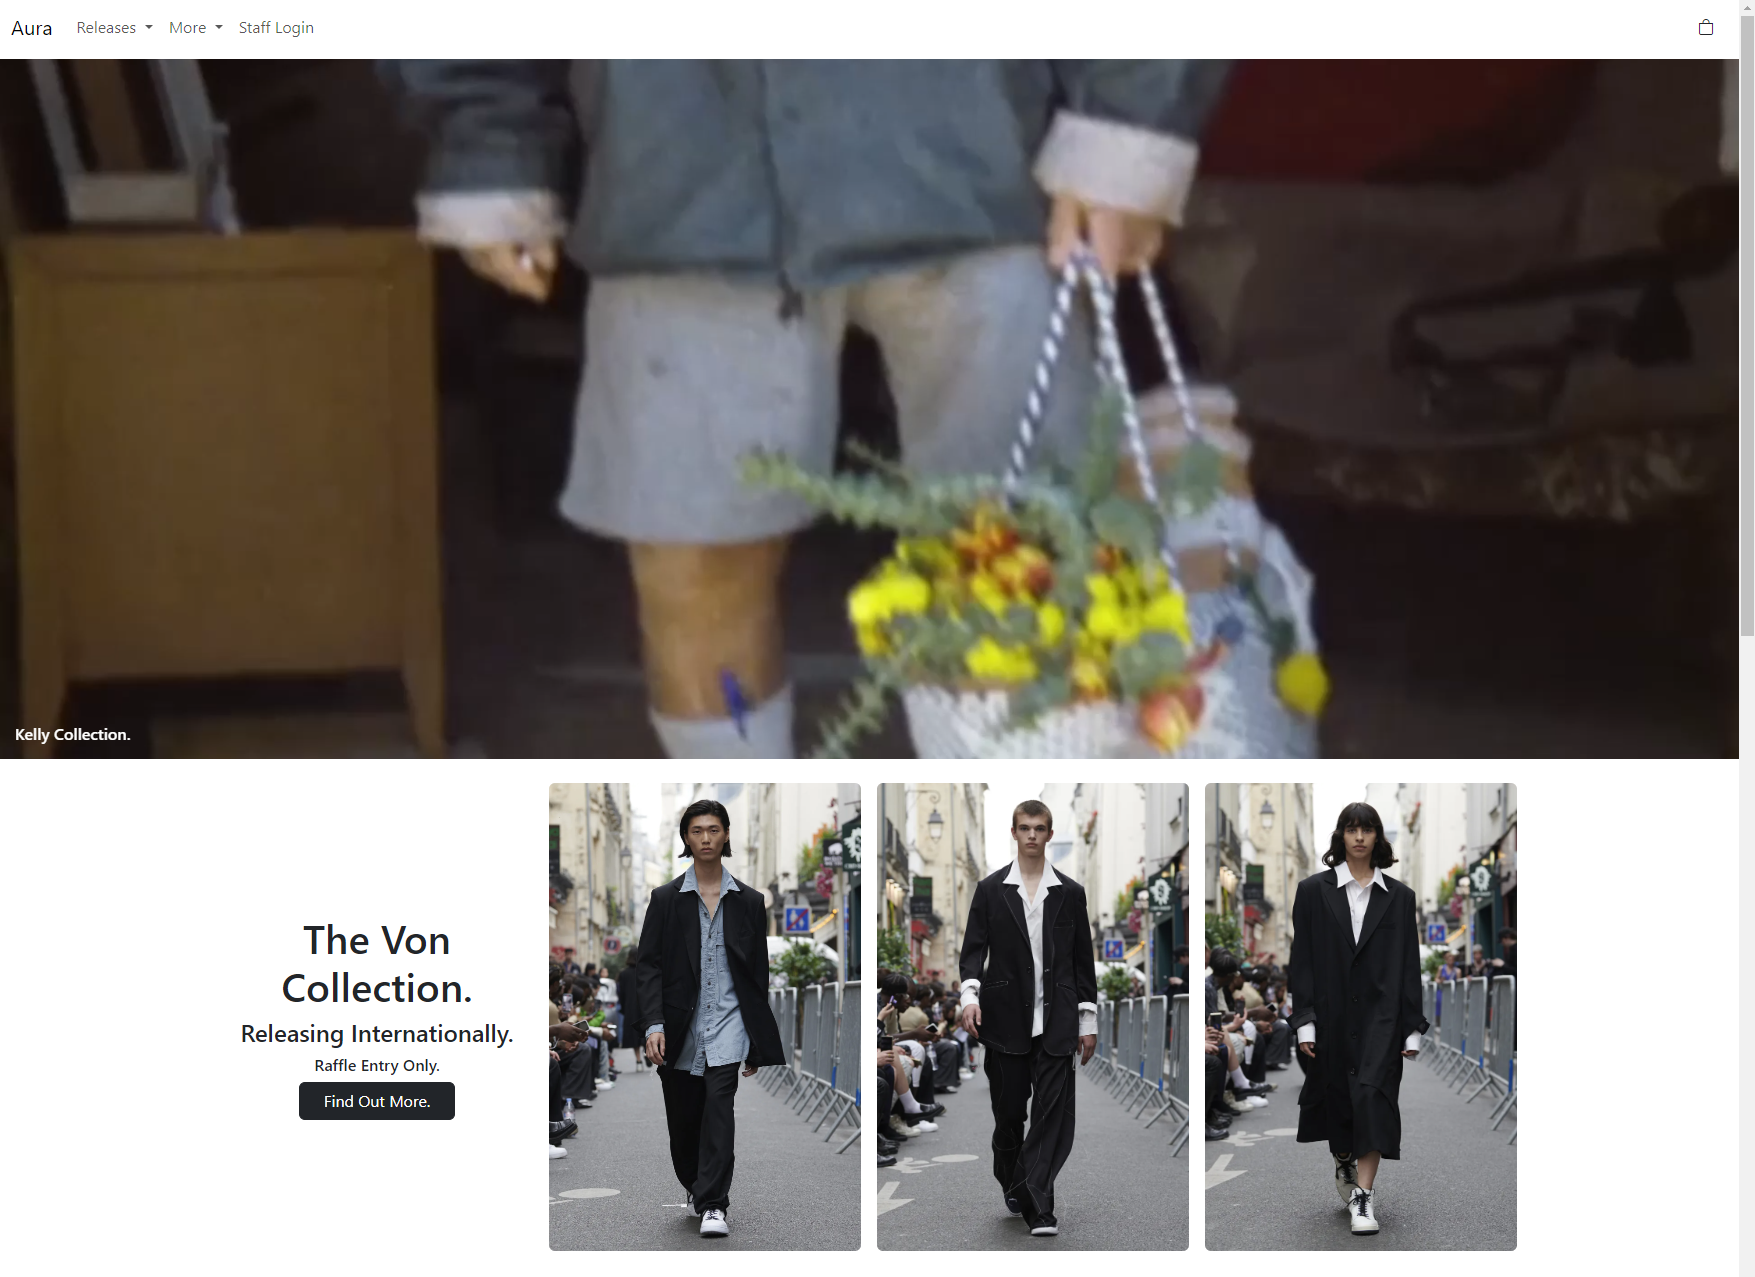 Aura
Releases
More
Staff Login
Kelly Collection.
The Von
Collection.
Releasing Internationally.
Raffle Entry Only.
Find Out More.